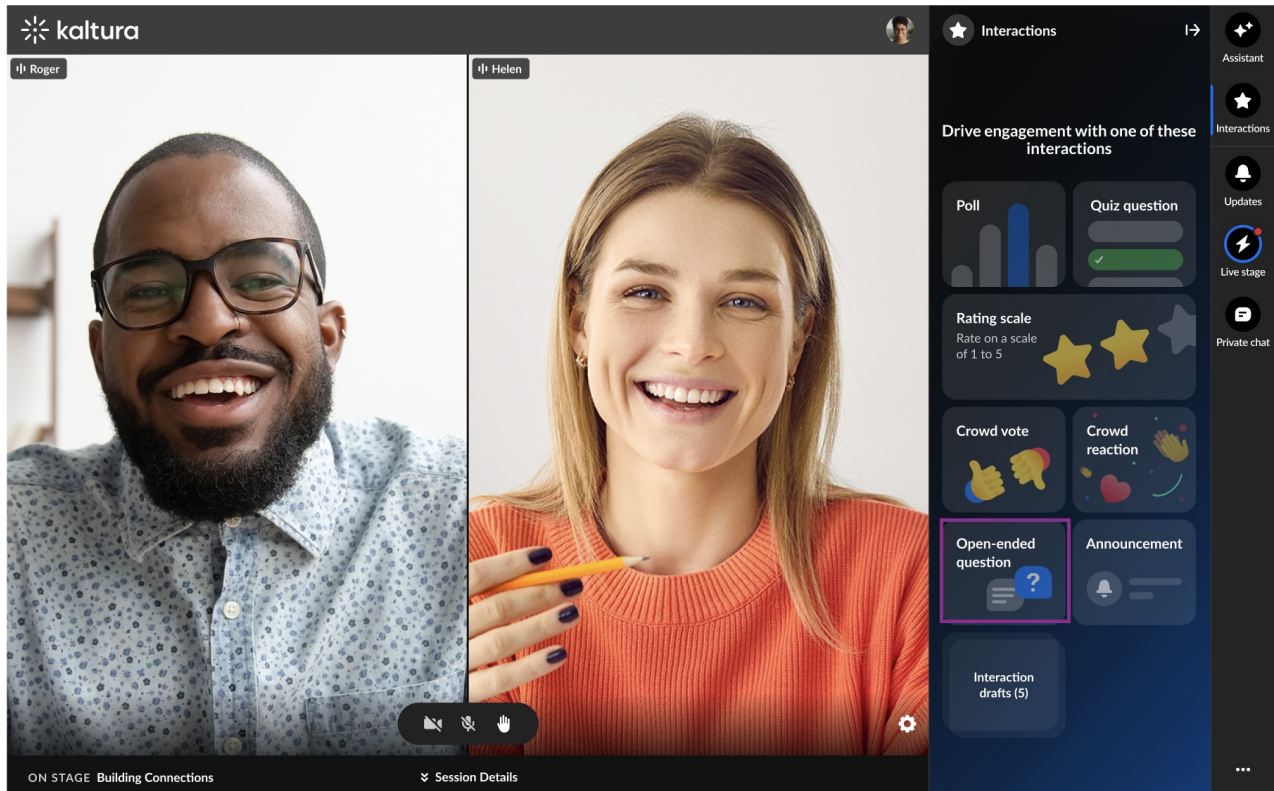 kaltura
Roger
Helen
Interactions
Assistant
Interactions
Updates
Live stage
Private chat
Drive engagement with one of these
interactions
Poll
Quiz question
Rating scale
Rate on a scale
of 1 to 5
Crowd vote
Crowd
reaction
Open-ended
question
?
Announcement
Interaction
drafts (5)
ON STAGE Building Connections
Session Details